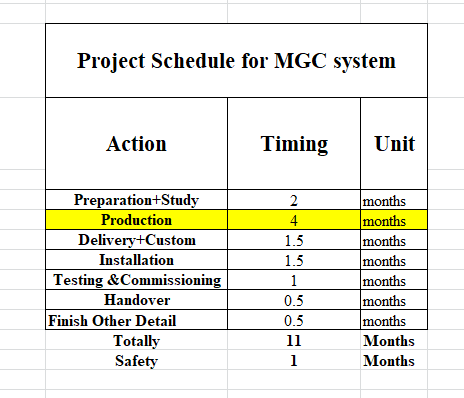 Project Schedule for MGC system
Action Timing Unit
Preparation+Study 2 months
Production 4 months
Delivery+Custom 1.5 months
Installation 1.5 months
Testing &Commissioning 1 months
Handover 0.5 months
Finish Other Detail 0.5 months
Totally 11 Months
Safety 1 Months